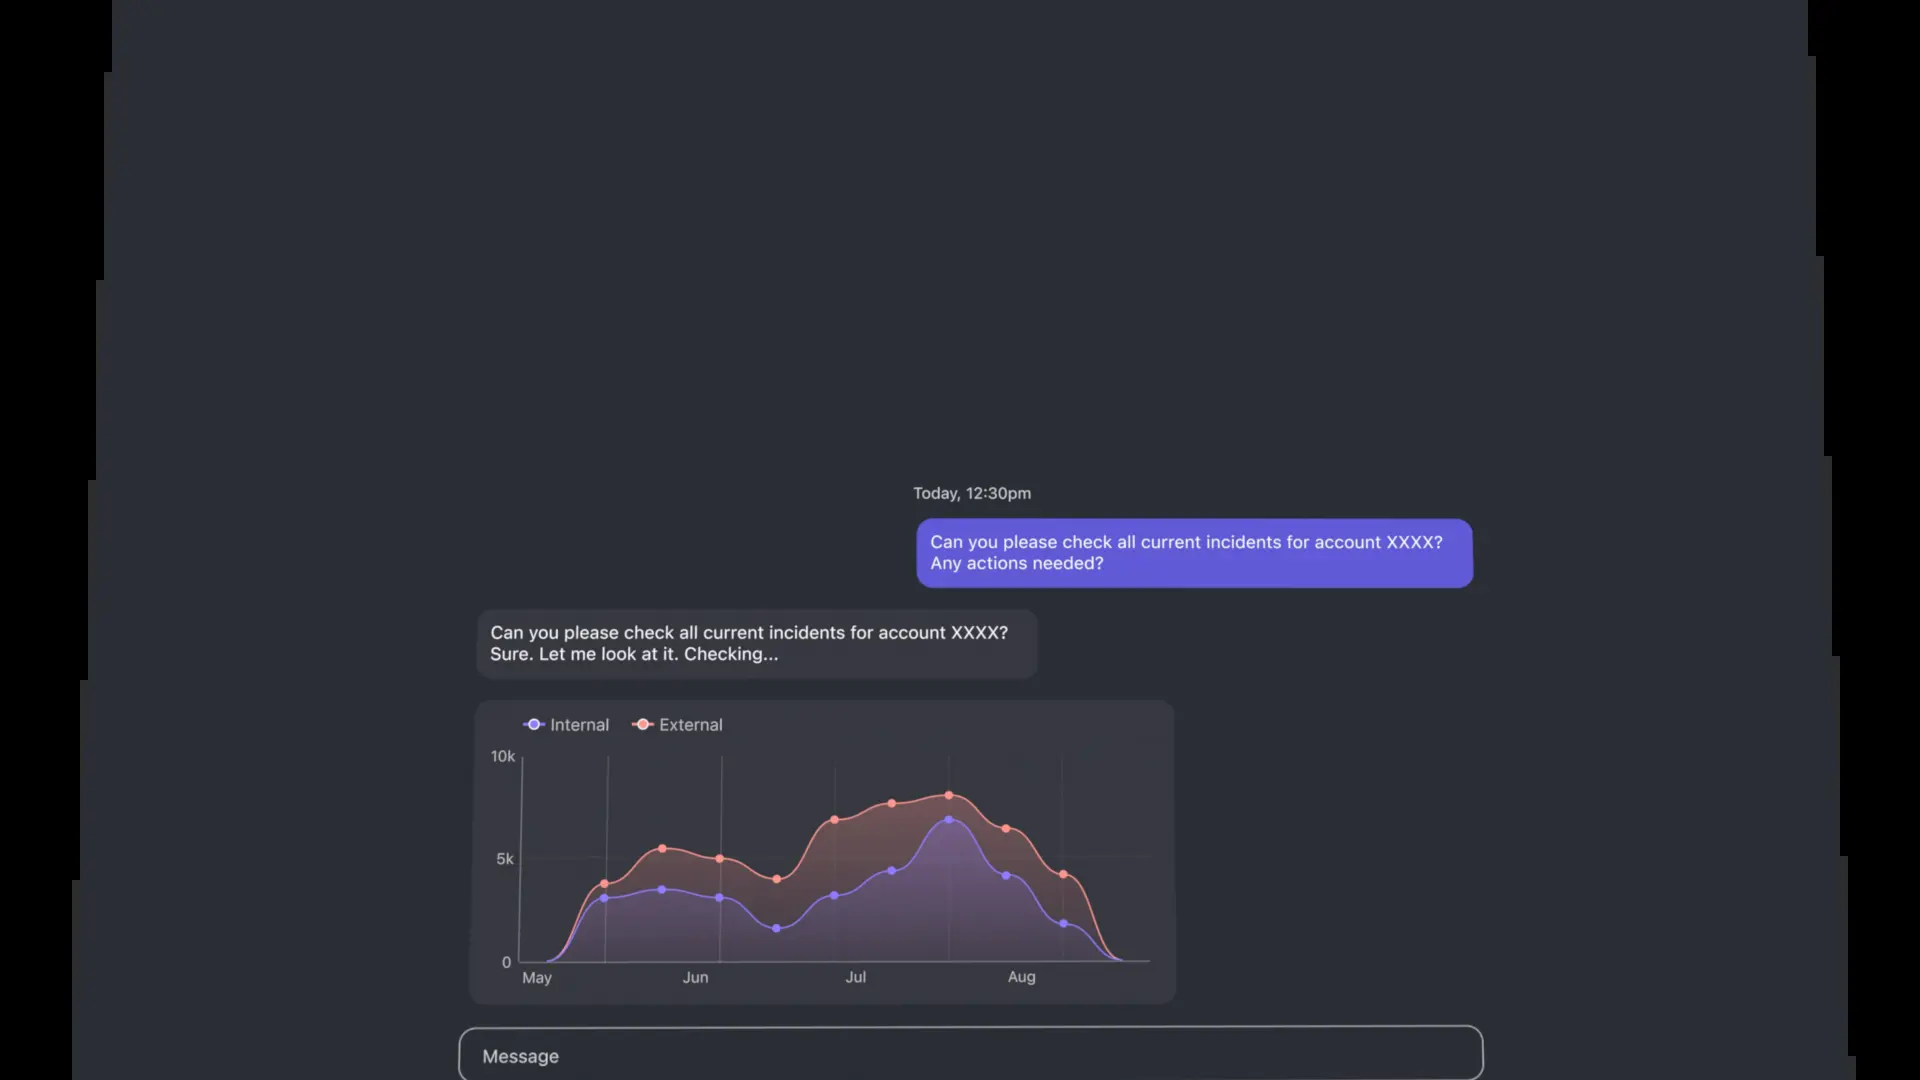 Today, 12:30pm
Can you please check all current incidents for account XXXX?
Any actions needed?
Can you please check all current incidents for account XXXX?
Sure. Let me look at it. Checking...
Internal External
10k
5k
0
May Jun Jul Aug
Message